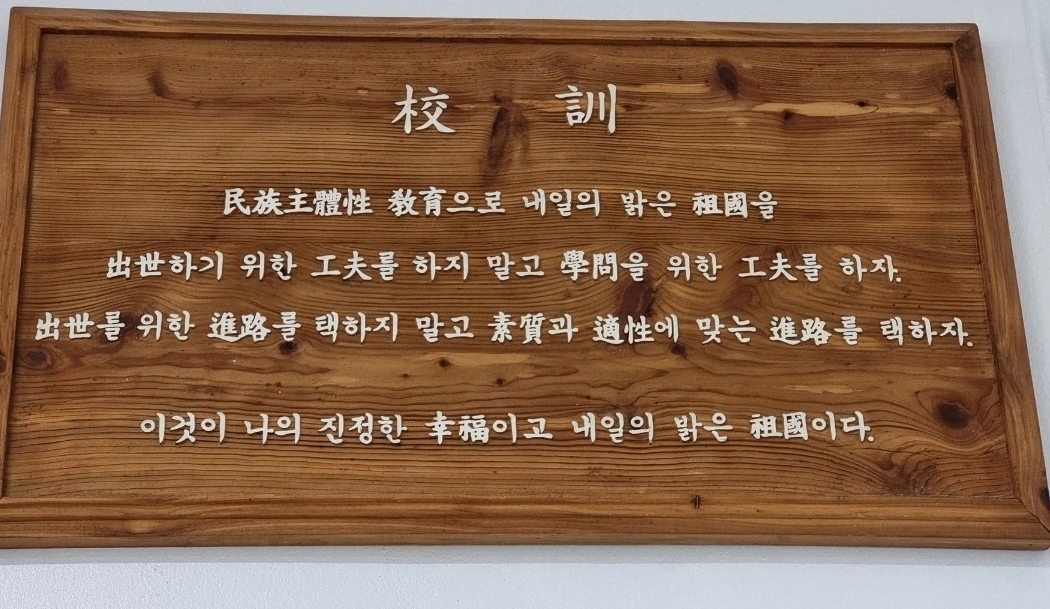 校 訓
民族主體性 敎育으로 내일의 밝은 祖國을
出世하기 위한 工夫를 하지 말고 學問을 위한 工夫를 하자.
出世를 위한 進路를 택하지 말고 素質과 適性에 맞는 進路를 택하자.
이것이 나의 진정한 幸福이고 내일의 밝은 祖國이다.